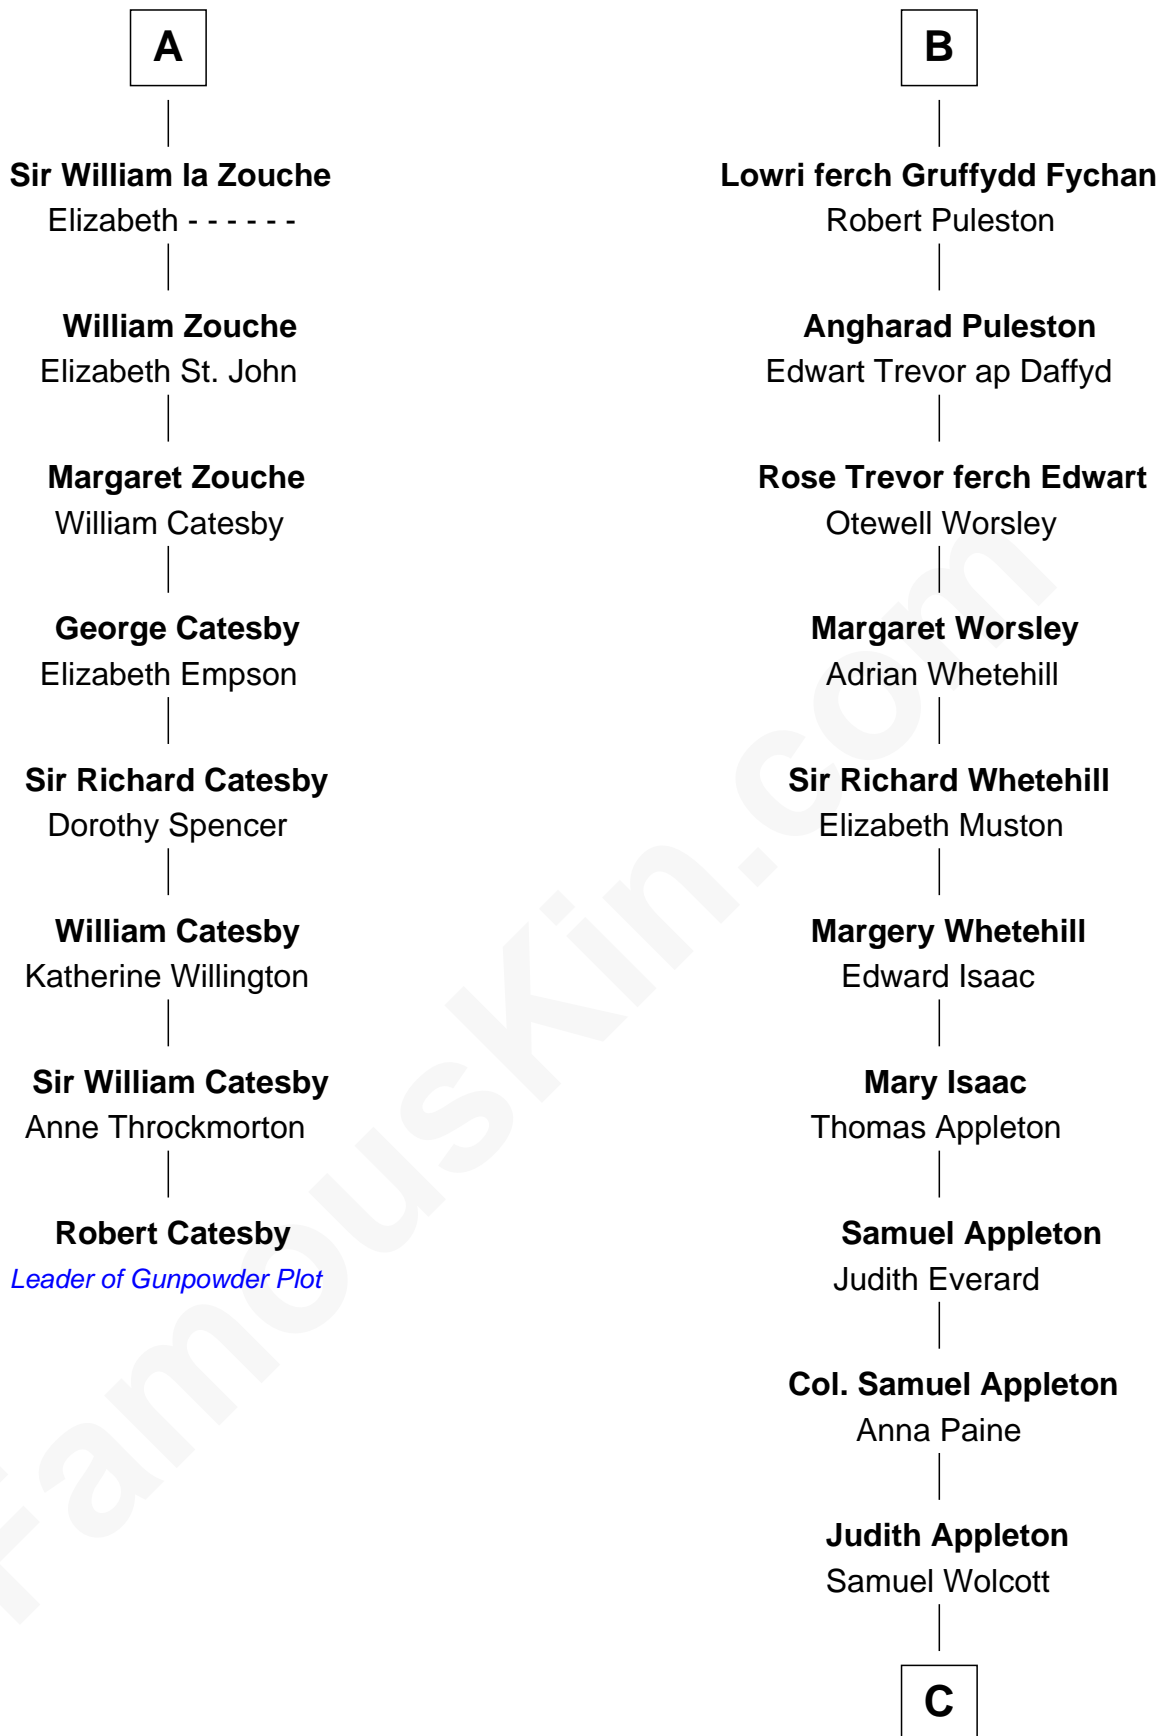 A
Sir William la Zouche
Elizabeth - - - - - -
William Zouche
Elizabeth St. John
Margaret Zouche
William Catesby
George Catesby
Elizabeth Empson
Sir Richard Catesby
Dorothy Spencer
William Catesby
Katherine Willington
Sir William Catesby
Anne Throckmorton
Robert Catesby
Leader of Gunpowder Plot
B
Lowri ferch Gruffydd Fychan
Robert Puleston
Angharad Puleston
Edwart Trevor ap Daffyd
Rose Trevor ferch Edwart
Otewell Worsley
Margaret Worsley
Adrian Whetehill
Sir Richard Whetehill
Elizabeth Muston
Margery Whetehill
Edward Isaac
Mary Isaac
Thomas Appleton
Samuel Appleton
Judith Everard
Col. Samuel Appleton
Anna Paine
Judith Appleton
Samuel Wolcott
C
FamousKin.com